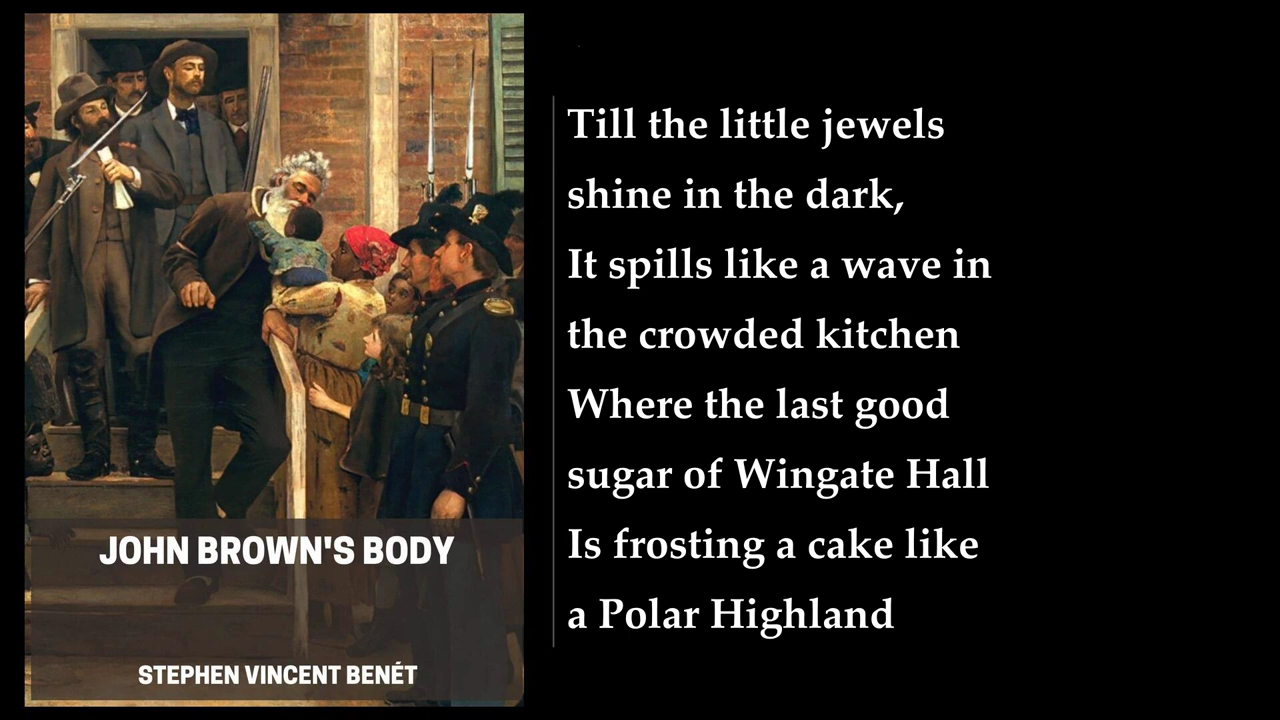 JOHN BROWN'S BODY
STEPHEN VINCENT BENÉT
Till the little jewels
shine in the dark,
It spills like a wave in
the crowded kitchen
Where the last good
sugar of Wingate Hall
Is frosting a cake like
a Polar Highland